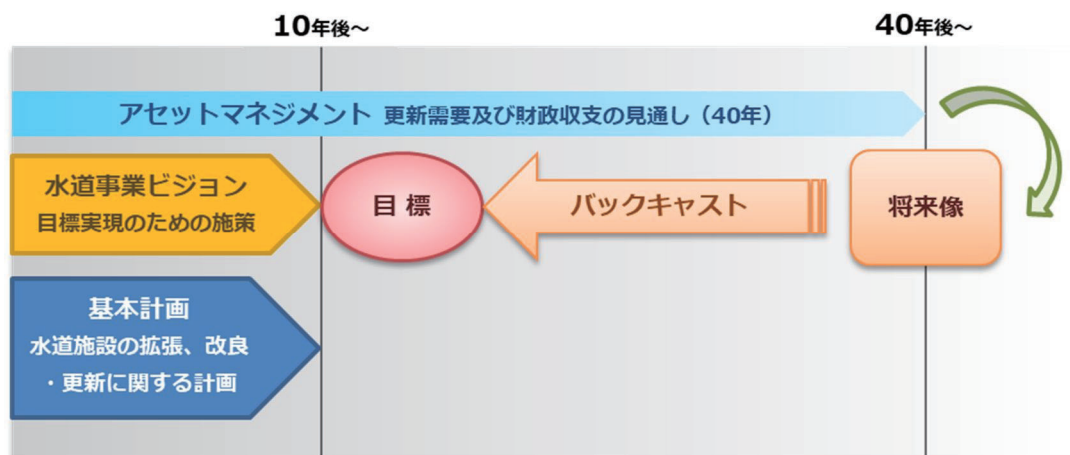 10年後～
40年後～
アセットマネジメント 更新需要及び財政収支の見通し（40年）
水道事業ビジョン
目標実現のための施策
目 標
バックキャスト
将来像
基本計画
水道施設の拡張、改良
・更新に関する計画